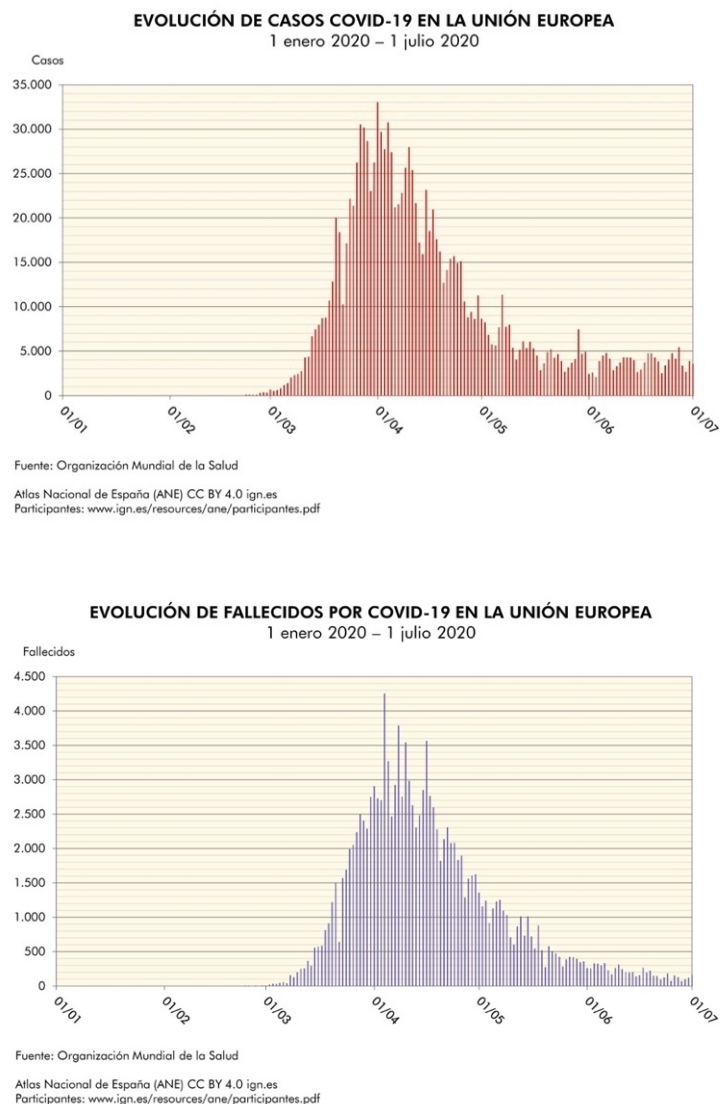 EVOLUCIÓN DE CASOS COVID-19 EN LA UNIÓN EUROPEA
1 enero 2020 – 1 julio 2020
Casos
35.000
30.000
25.000
20.000
15.000
10.000
5.000
0
01/01
01/02
01/03
01/04
01/05
01/06
01/07
Fuente: Organización Mundial de la Salud
Atlas Nacional de España (ANE) CC BY 4.0 ign.es
Participantes: www.ign.es/resources/ane/participantes.pdf
EVOLUCIÓN DE FALLECIDOS POR COVID-19 EN LA UNIÓN EUROPEA
1 enero 2020 – 1 julio 2020
Fallecidos
4.500
4.000
3.500
3.000
2.500
2.000
1.500
1.000
500
0
01/01
01/02
01/03
01/04
01/05
01/06
01/07
Fuente: Organización Mundial de la Salud
Atlas Nacional de España (ANE) CC BY 4.0 ign.es
Participantes: www.ign.es/resources/ane/participantes.pdf